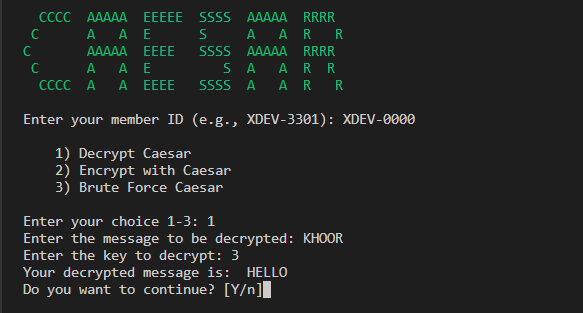 CCCC  AAAAA  EEEEE  SSSS  AAAAA  RRRR
C      A   A  E      S     A   A  R   R
C       AAAAA  EEEE   SSSS  AAAAA  RRRR
C      A   A  E         S  A   A  R  R
CCCC  A   A  EEEE   SSSS  A   A  R   R
Enter your member ID (e.g., XDEV-3301): XDEV-0000
1) Decrypt Caesar
2) Encrypt with Caesar
3) Brute Force Caesar
Enter your choice 1-3: 1
Enter the message to be decrypted: KHOOR
Enter the key to decrypt: 3
Your decrypted message is:  HELLO
Do you want to continue? [Y/n]